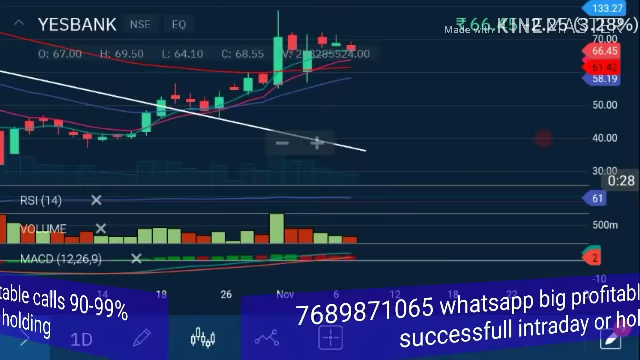 133.27
YESBANK NSE EQ
Made with KINEMASTER
O: 67.00 H: 69.50 L: 64.10 C: 68.55
70.00
66.45
61.42
58.19
50.00
40.00
30.00
0:28
RSI (14)
61
VOLUME
500m
MACD (12,26,9)
2
-10
14 18 26 Nov 6 12 16 22
table calls 90-99%
holding
7689871065 whatsapp big profitabl
successfull intraday or hol
1D